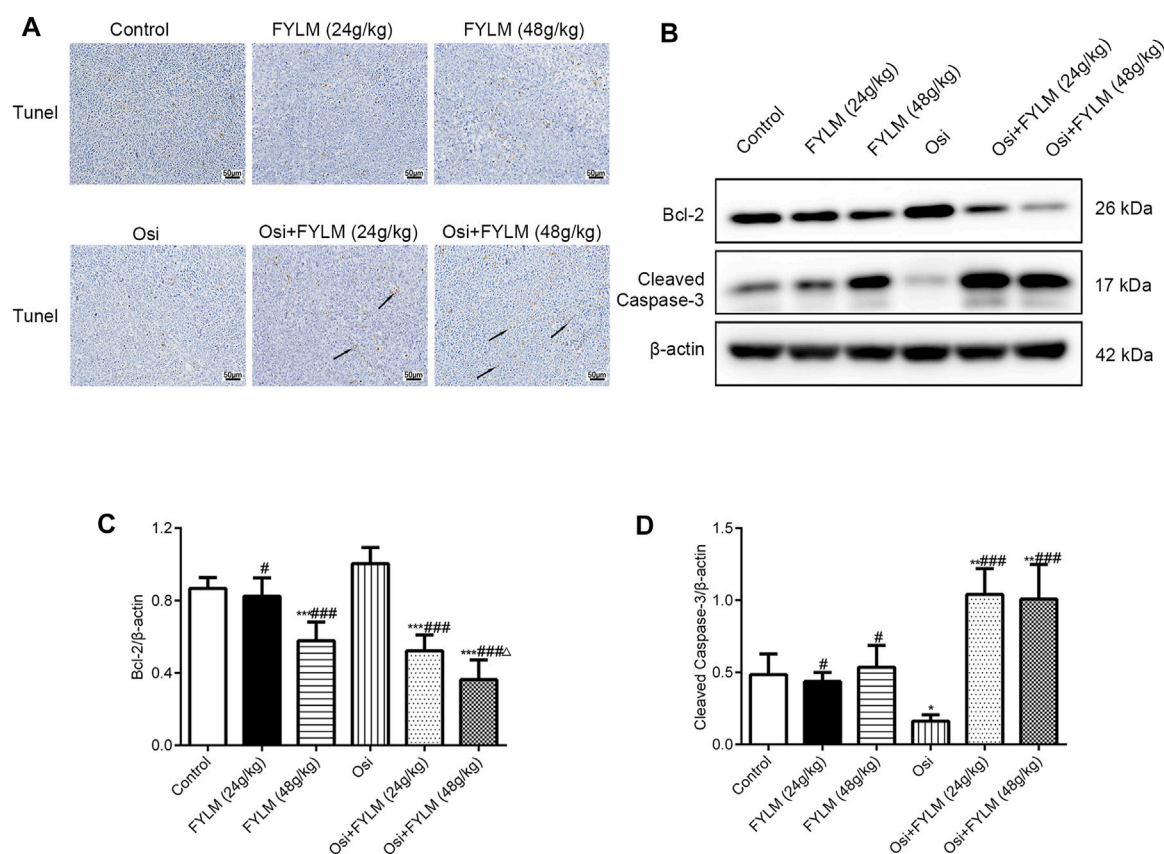 A
Control FYLM (24g/kg) FYLM (48g/kg)
Tunel
50μm 50μm 50μm
Osi Osi+FYLM (24g/kg) Osi+FYLM (48g/kg)
Tunel
50μm 50μm 50μm
B
Control FYLM (24g/kg) FYLM (48g/kg) Osi Osi+FYLM (24g/kg) Osi+FYLM (48g/kg)
Bcl-2 26 kDa
Cleaved
Caspase-3 17 kDa
β-actin 42 kDa
C
Bcl-2/β-actin
1.2
0.8
0.4
0.0
#
***###
***###
***###△
Control FYLM (24g/kg) FYLM (48g/kg) Osi Osi+FYLM (24g/kg) Osi+FYLM (48g/kg)
D
Cleaved Caspase-3/β-actin
1.5
1.0
0.5
0.0
#
#
*
**###
**###
Control FYLM (24g/kg) FYLM (48g/kg) Osi Osi+FYLM (24g/kg) Osi+FYLM (48g/kg)